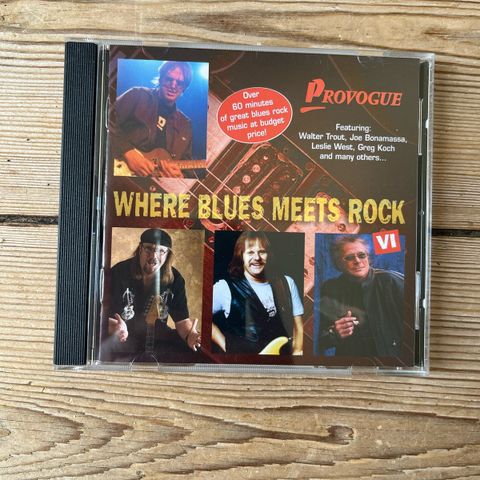 Over
60 minutes
of great blues rock
music at budget
price!
PROVOGUE
Featuring:
Walter Trout, Joe Bonamassa,
Leslie West, Greg Koch
and many others...
WHERE BLUES MEETS ROCK
VI